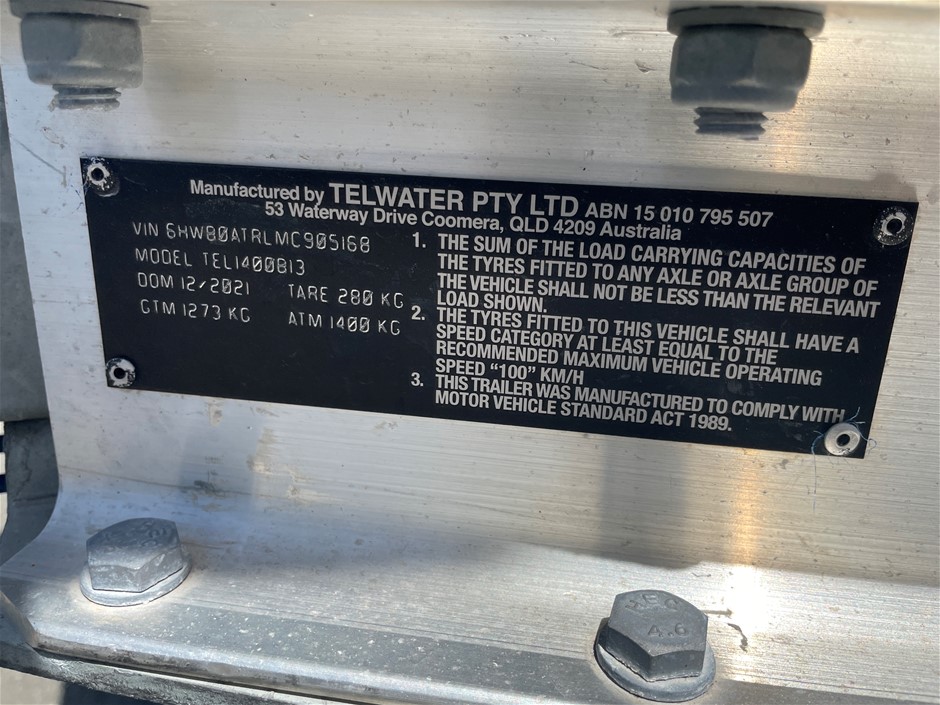 Manufactured by TELWATER PTY LTD ABN 15 010 795 507
53 Waterway Drive Coomera, QLD 4209 Australia
VIN 6HW80ATRLMC905168
MODEL TEL1400B13
DOM 12/2021 TARE 280 KG
GTM 1273 KG ATM 1400 KG
1. THE SUM OF THE LOAD CARRYING CAPACITIES OF
THE TYRES FITTED TO ANY AXLE OR AXLE GROUP OF
THE VEHICLE SHALL NOT BE LESS THAN THE RELEVANT
LOAD SHOWN.
2. THE TYRES FITTED TO THIS VEHICLE SHALL HAVE A
SPEED CATEGORY AT LEAST EQUAL TO THE
RECOMMENDED MAXIMUM VEHICLE OPERATING
SPEED “100” KM/H
3. THIS TRAILER WAS MANUFACTURED TO COMPLY WITH
MOTOR VEHICLE STANDARD ACT 1989.
4.6